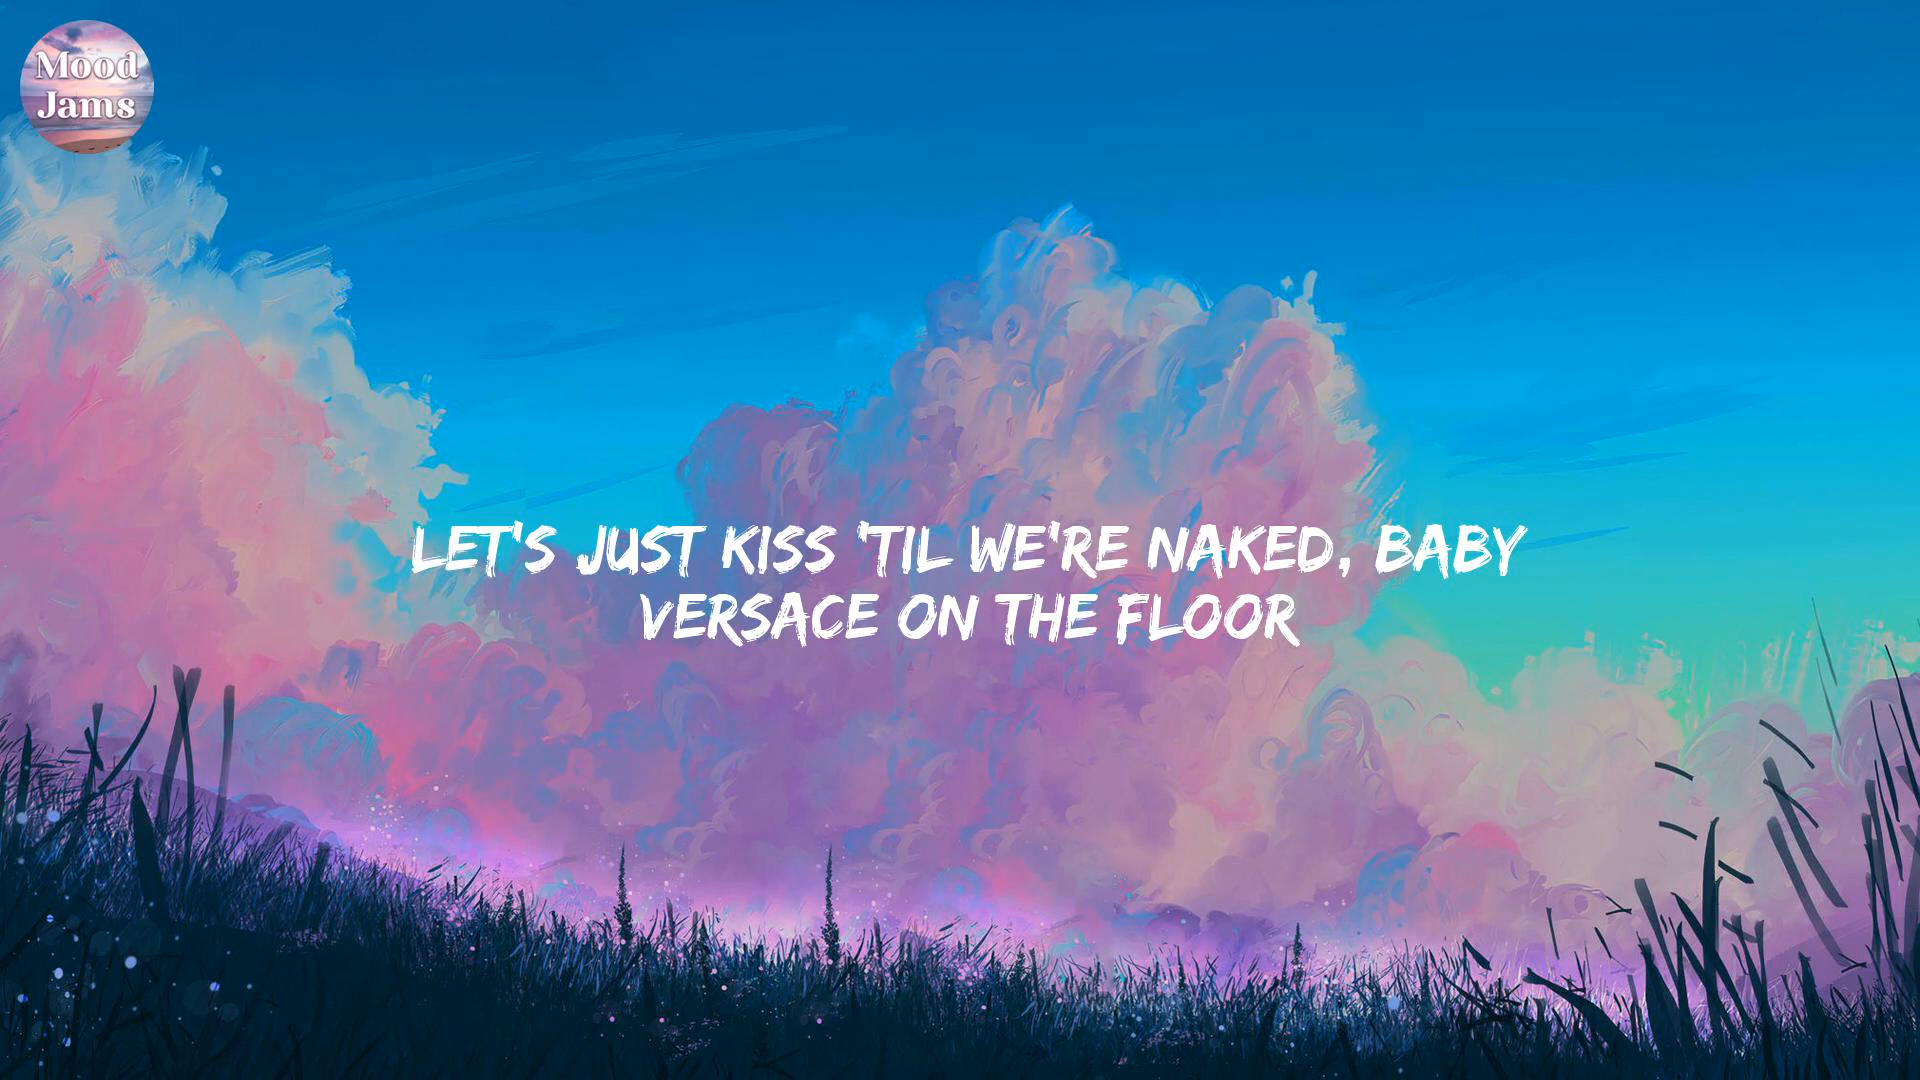 Mood
Jams
LET'S JUST KISS 'TIL WE'RE NAKED, BABY
VERSACE ON THE FLOOR